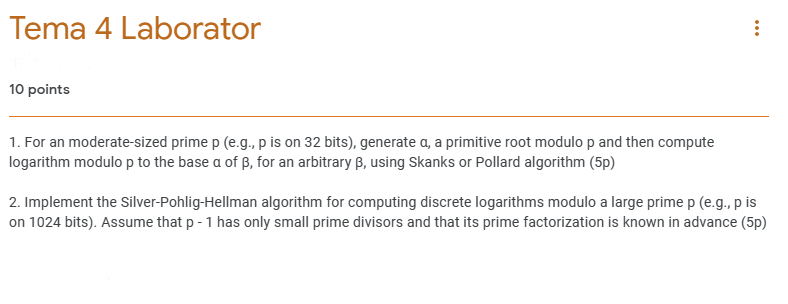 Tema 4 Laborator
10 points
1. For an moderate-sized prime p (e.g., p is on 32 bits), generate α, a primitive root modulo p and then compute
logarithm modulo p to the base α of β, for an arbitrary β, using Skanks or Pollard algorithm (5p)
2. Implement the Silver-Pohlig-Hellman algorithm for computing discrete logarithms modulo a large prime p (e.g., p is
on 1024 bits). Assume that p - 1 has only small prime divisors and that its prime factorization is known in advance (5p)